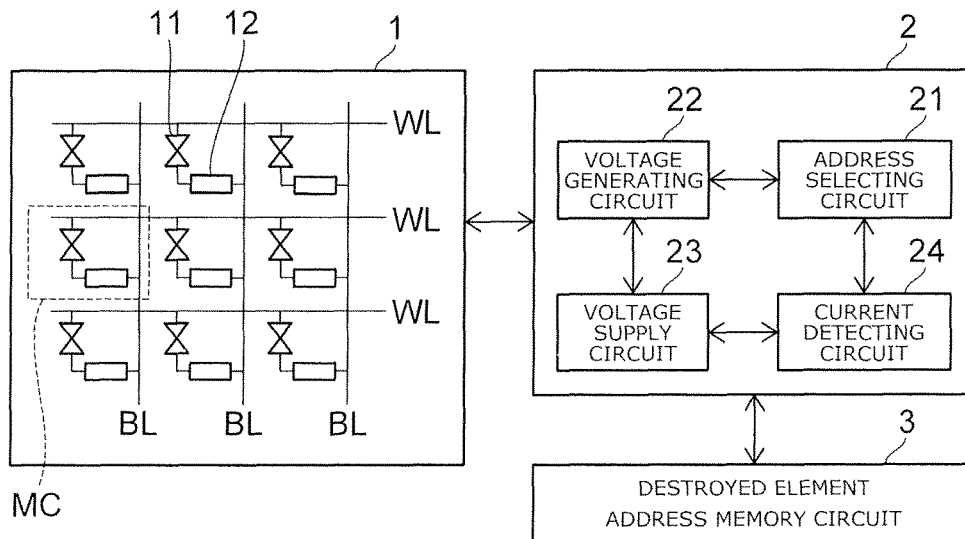 11
12
1
2
WL
22
21
VOLTAGE
GENERATING
CIRCUIT
ADDRESS
SELECTING
CIRCUIT
WL
23
24
WL
VOLTAGE
SUPPLY
CIRCUIT
CURRENT
DETECTING
CIRCUIT
BL BL BL
3
MC
DESTROYED ELEMENT
ADDRESS MEMORY CIRCUIT